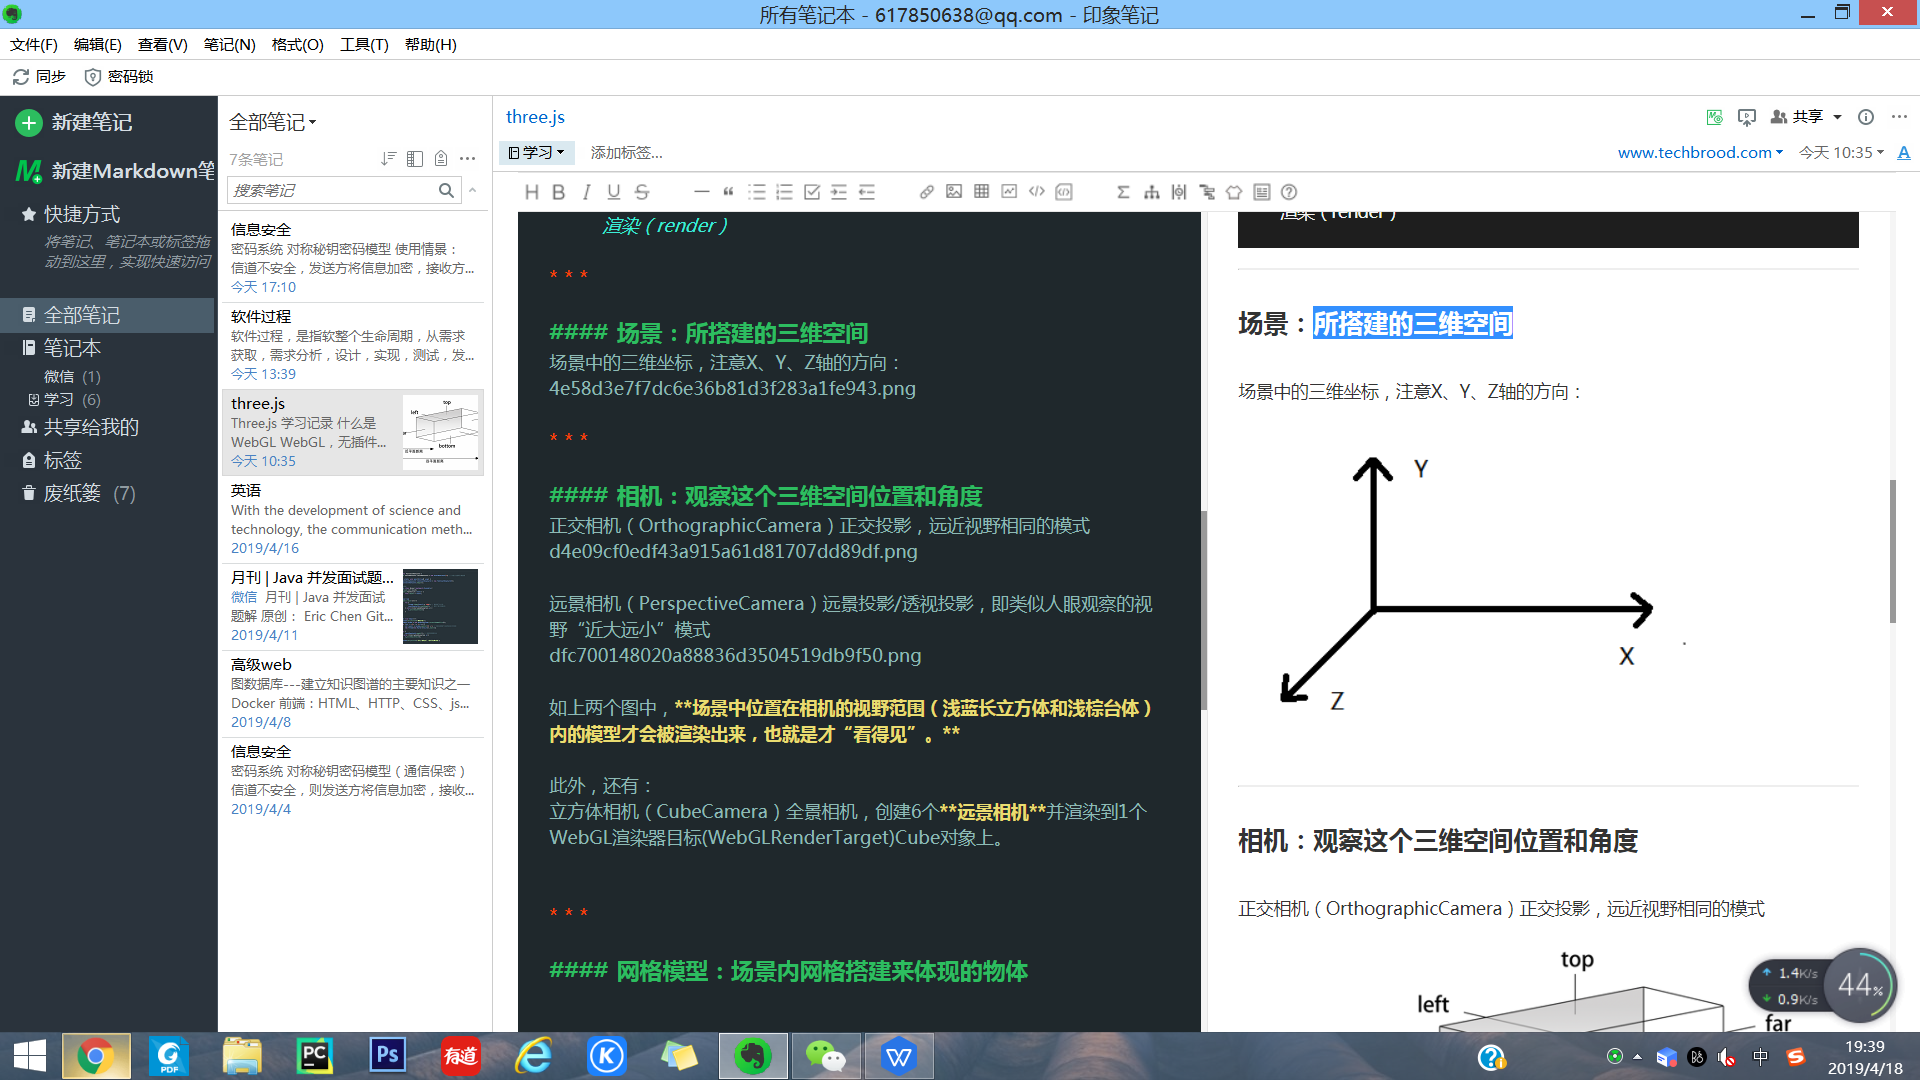 所有笔记本 - 617850638@qq.com - 印象笔记
文件(F) 编辑(E) 查看(V) 笔记(N) 格式(O) 工具(T) 帮助(H)
同步 密码锁
新建笔记
新建Markdown笔
快捷方式
将笔记、笔记本或标签拖
动到这里，实现快速访问
全部笔记
笔记本
微信 (1)
学习 (6)
共享给我的
标签
废纸篓 (7)
全部笔记
7条笔记
搜索笔记
信息安全
密码系统 对称秘钥密码模型 使用情景：
信道不安全，发送方将信息加密，接收方...
今天 17:10
软件过程
软件过程，是指软整个生命周期，从需求
获取，需求分析，设计，实现，测试，发...
今天 13:39
three.js
Three.js 学习记录 什么是
WebGL WebGL，无插件...
今天 10:35
left
top
bottom
英语
With the development of science and
technology, the communication meth...
2019/4/16
月刊 | Java 并发面试题...
微信 月刊 | Java 并发面试
题解 原创： Eric Chen Git...
2019/4/11
高级web
图数据库---建立知识图谱的主要知识之一
Docker 前端：HTML、HTTP、CSS、js...
2019/4/8
信息安全
密码系统 对称秘钥密码模型（通信保密）
信道不安全，则发送方将信息加密，接收...
2019/4/4
three.js
共享
学习 添加标签...
www.techbrood.com 今天 10:35 A
H B I U S
渲染（render）
* * *
#### 场景：所搭建的三维空间
场景中的三维坐标，注意X、Y、Z轴的方向：
4e58d3e7f7dc6e36b81d3f283a1fe943.png
* * *
#### 相机：观察这个三维空间位置和角度
正交相机（OrthographicCamera）正交投影，远近视野相同的模式
d4e09cf0edf43a915a61d81707dd89df.png
远景相机（PerspectiveCamera）远景投影/透视投影，即类似人眼观察的视
野“近大远小”模式
dfc700148020a88836d3504519db9f50.png
如上两个图中，**场景中位置在相机的视野范围（浅蓝长立方体和浅棕台体）
内的模型才会被渲染出来，也就是才“看得见”。**
此外，还有：
立方体相机（CubeCamera）全景相机，创建6个**远景相机**并渲染到1个
WebGL渲染器目标(WebGLRenderTarget)Cube对象上。
* * *
#### 网格模型：场景内网格搭建来体现的物体
渲染（render）
场景：所搭建的三维空间
场景中的三维坐标，注意X、Y、Z轴的方向：
Y
X
Z
相机：观察这个三维空间位置和角度
正交相机（OrthographicCamera）正交投影，远近视野相同的模式
top
left
far
1.4K/s
0.9K/s
44%
PDF
PC
Ps
有道
K
W
中
S
19:39
2019/4/18